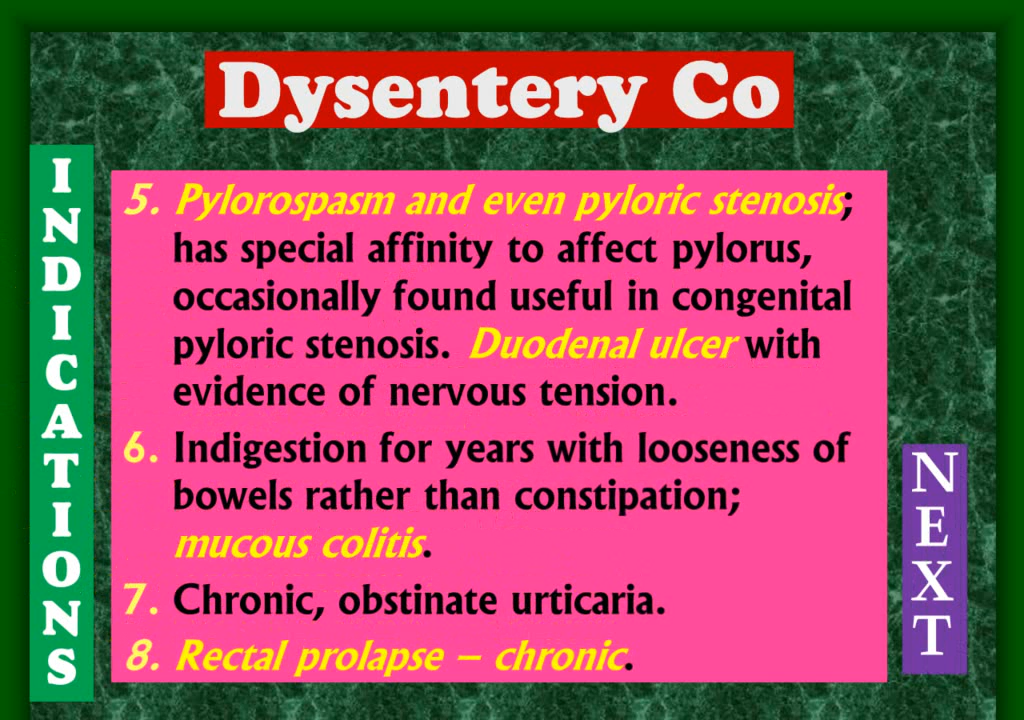 Dysentery Co
INDICATIONS
5. Pylorospasm and even pyloric stenosis;
has special affinity to affect pylorus,
occasionally found useful in congenital
pyloric stenosis. Duodenal ulcer with
evidence of nervous tension.
6. Indigestion for years with looseness of
bowels rather than constipation;
mucous colitis.
7. Chronic, obstinate urticaria.
8. Rectal prolapse – chronic.
NEXT